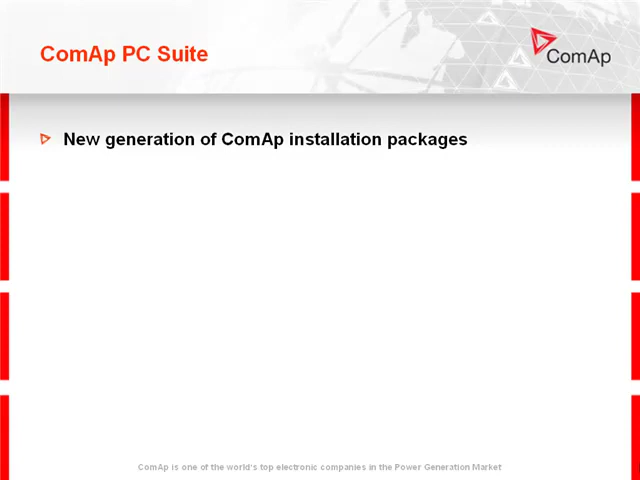 ComAp PC Suite
ComAp
New generation of ComAp installation packages
ComAp is one of the world's top electronic companies in the Power Generation Market